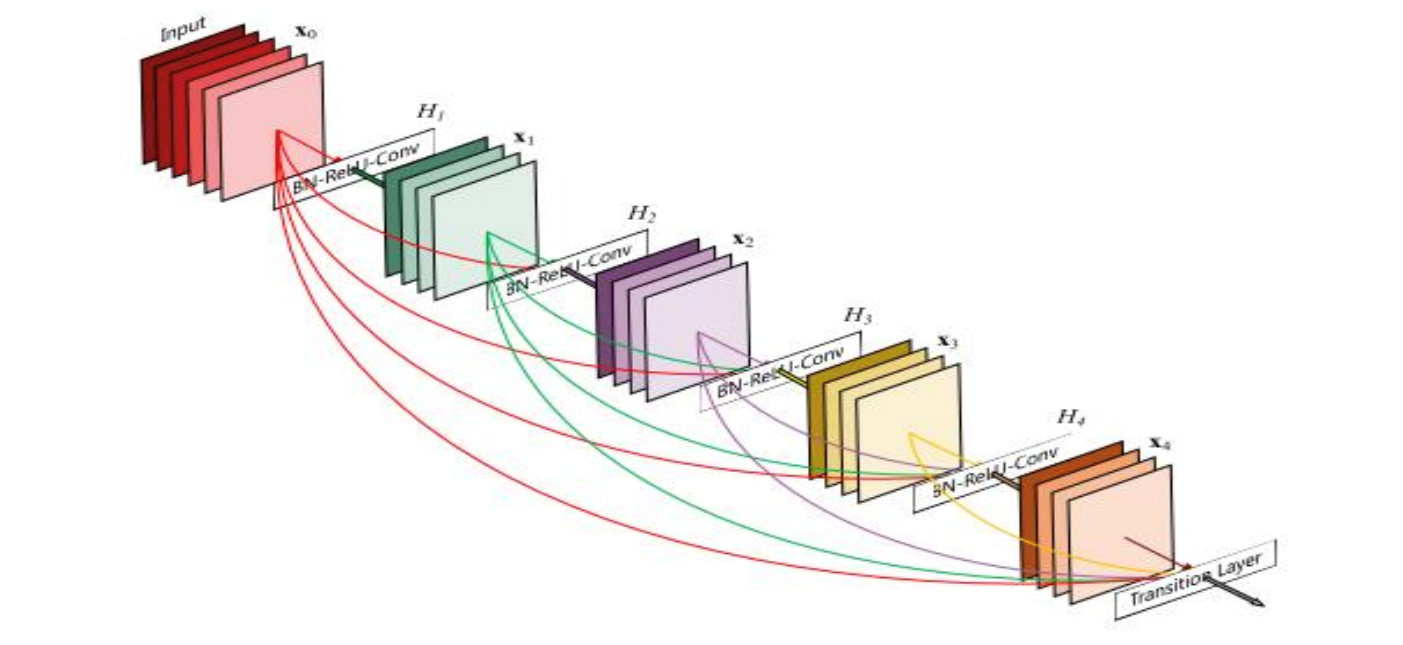 Input
x₀
H₁
BN-ReLU-Conv
x₁
H₂
BN-ReLU-Conv
x₂
H₃
BN-ReLU-Conv
x₃
H₄
BN-ReLU-Conv
x₄
Transition Layer